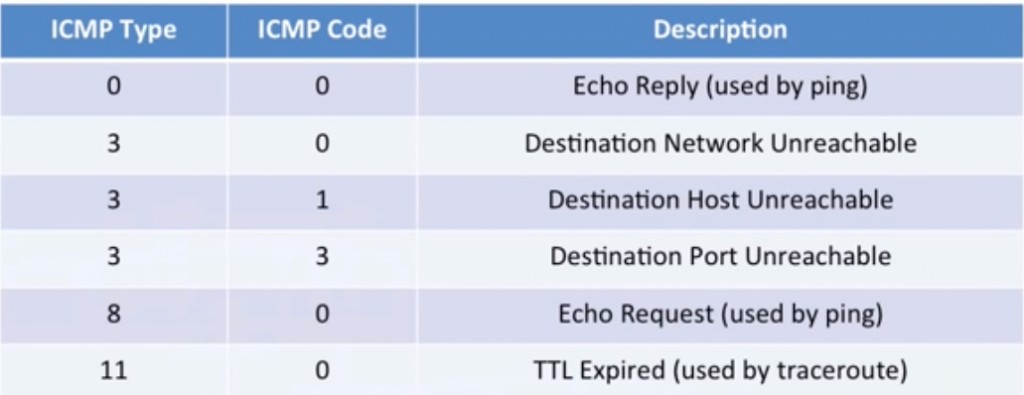 ICMP Type ICMP Code Description
0 0 Echo Reply (used by ping)
3 0 Destination Network Unreachable
3 1 Destination Host Unreachable
3 3 Destination Port Unreachable
8 0 Echo Request (used by ping)
11 0 TTL Expired (used by traceroute)